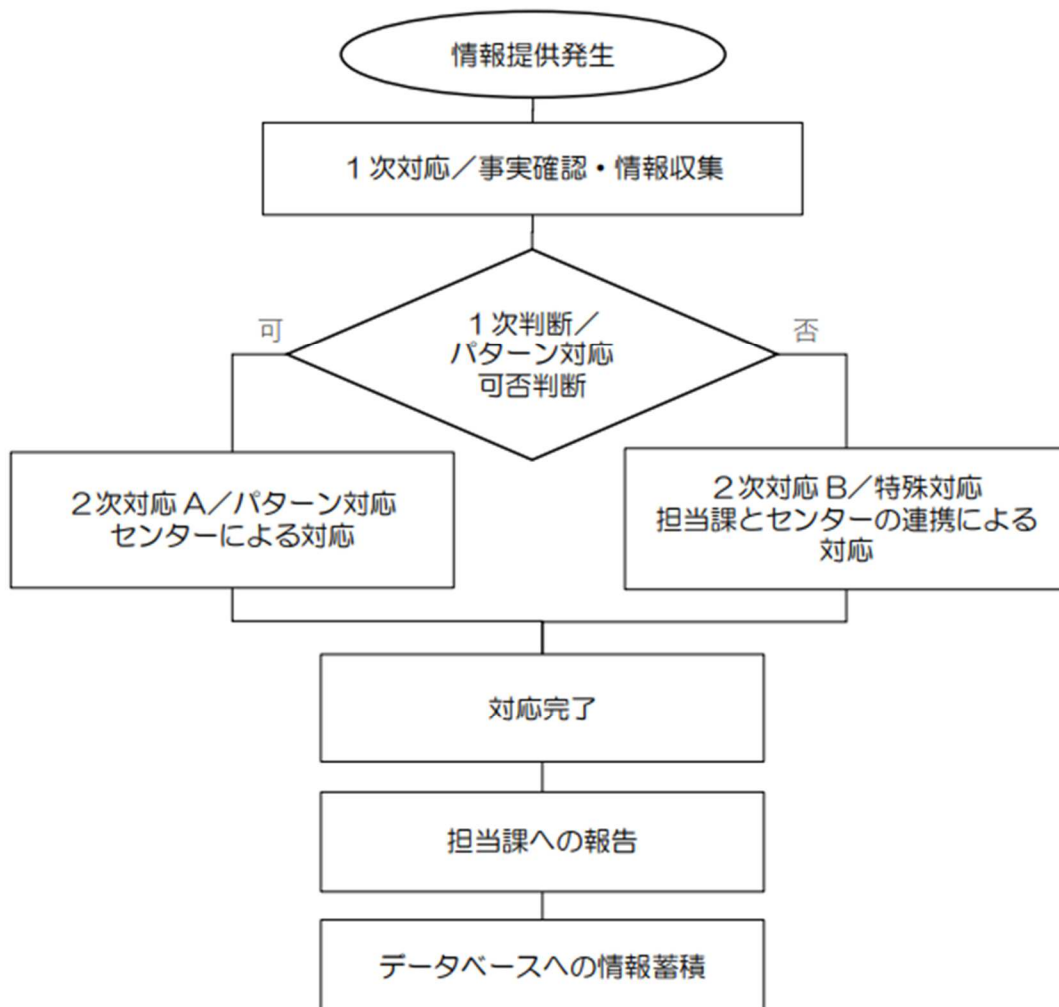 情報提供発生
1次対応／事実確認・情報収集
可
1次判断／
パターン対応
可否判断
否
2次対応A／パターン対応
センターによる対応
2次対応B／特殊対応
担当課とセンターの連携による
対応
対応完了
担当課への報告
データベースへの情報蓄積